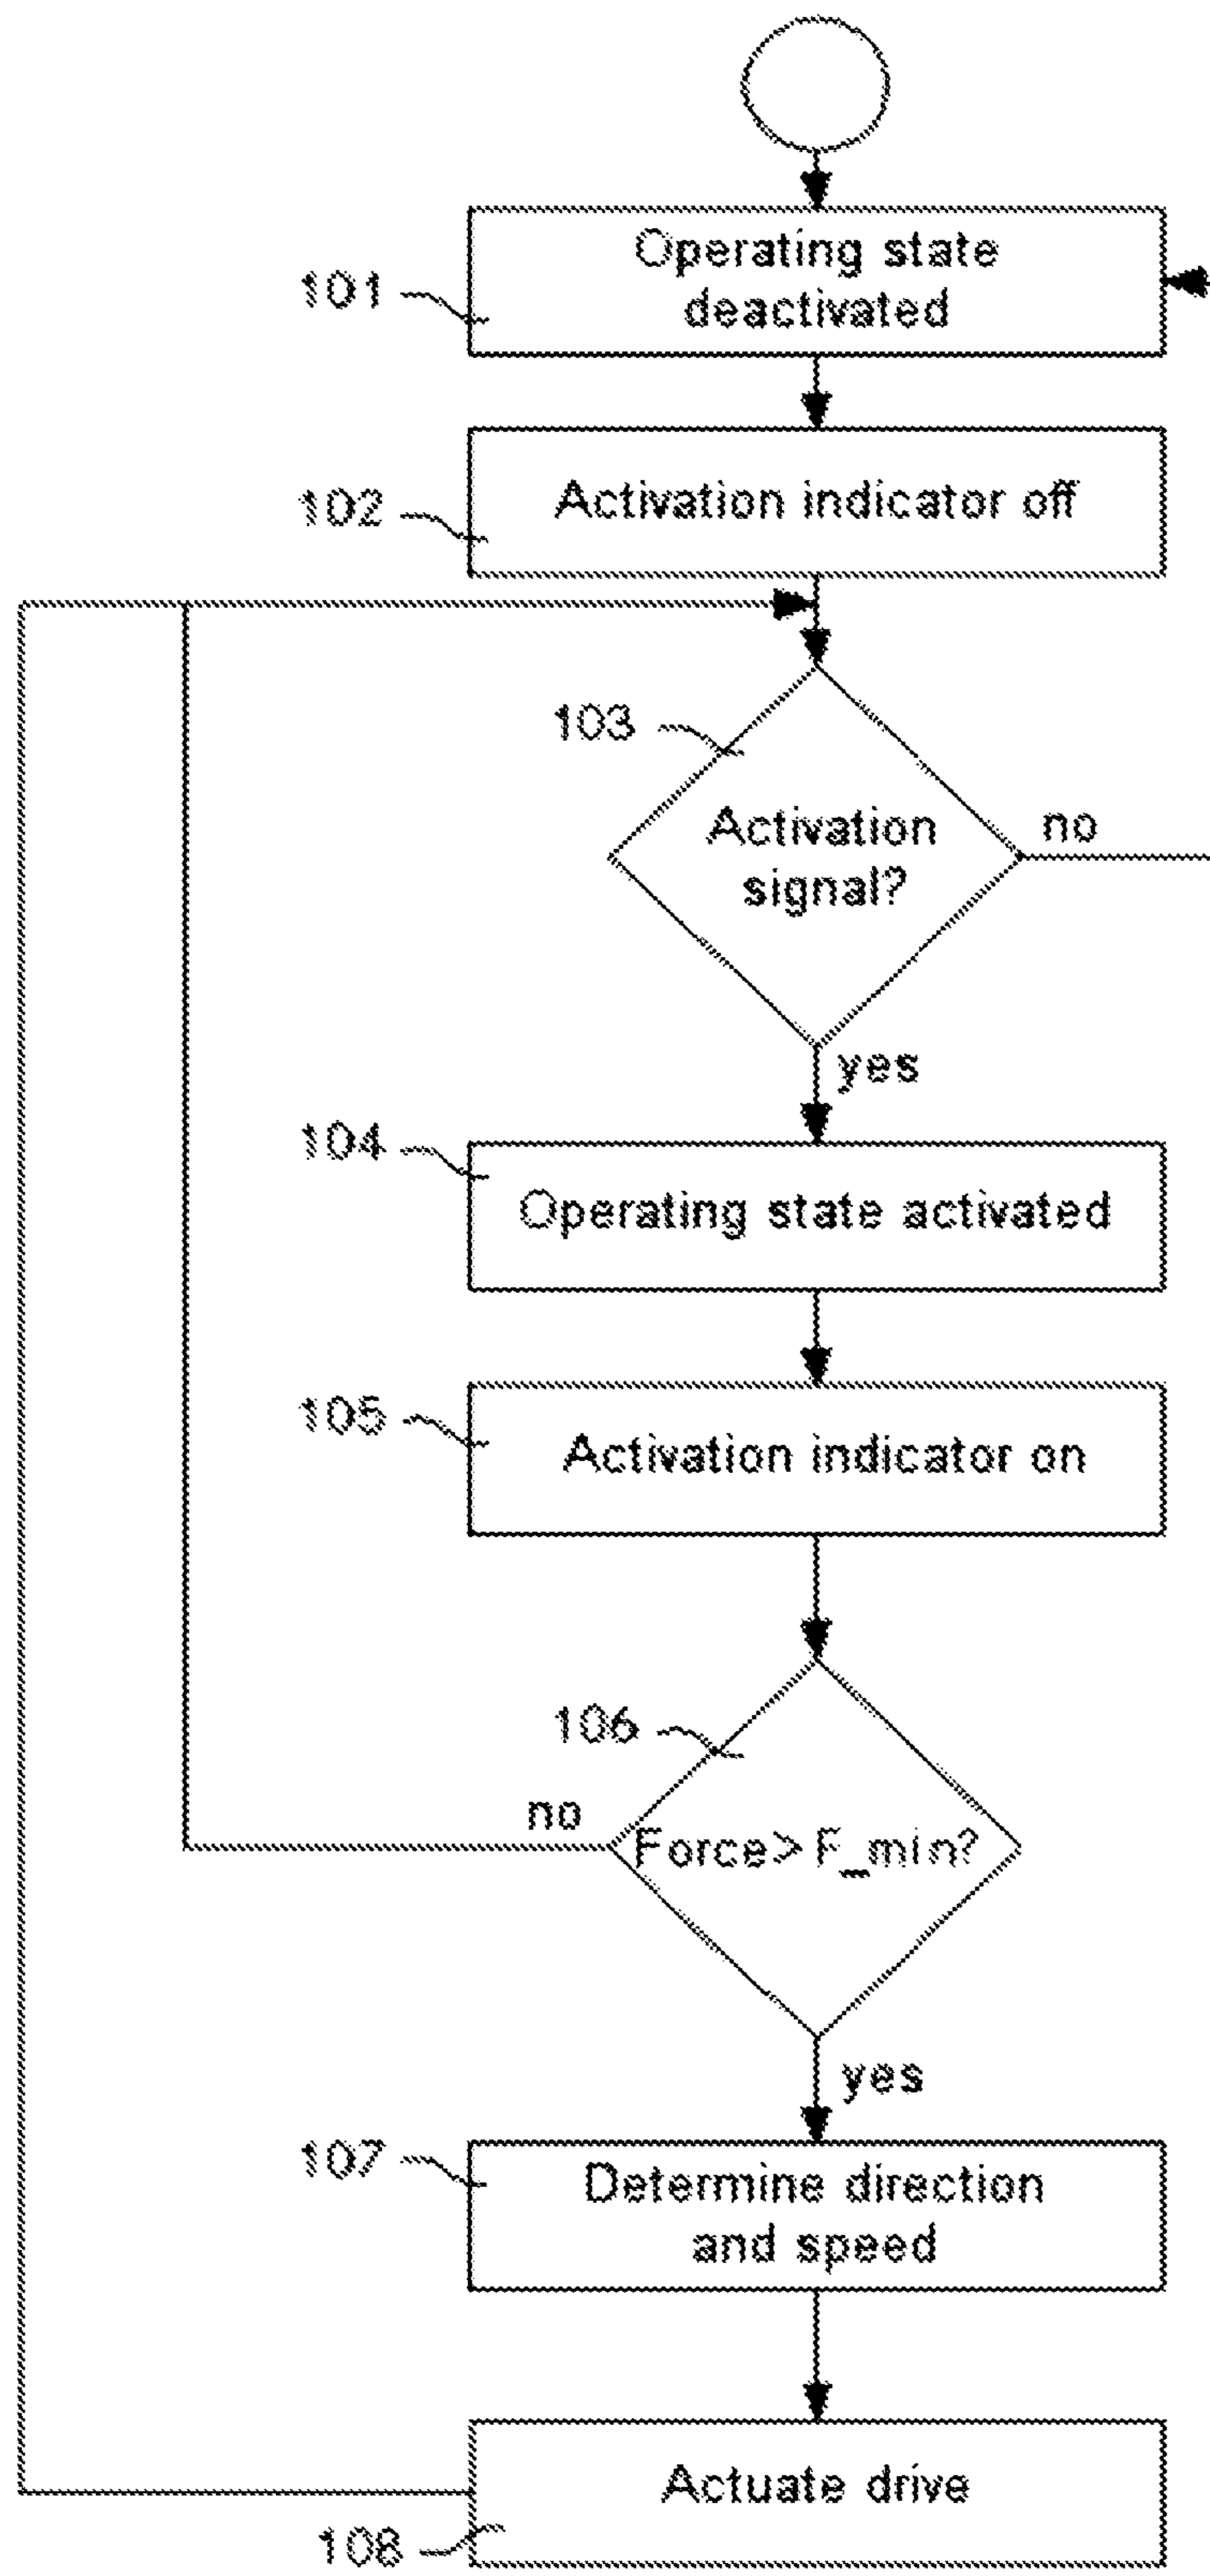 101
Operating state
deactivated
102
Activation indicator off
103
Activation
signal?
no
yes
104
Operating state activated
105
Activation indicator on
106
no
Force>F_min?
yes
107
Determine direction
and speed
Actuate drive
108